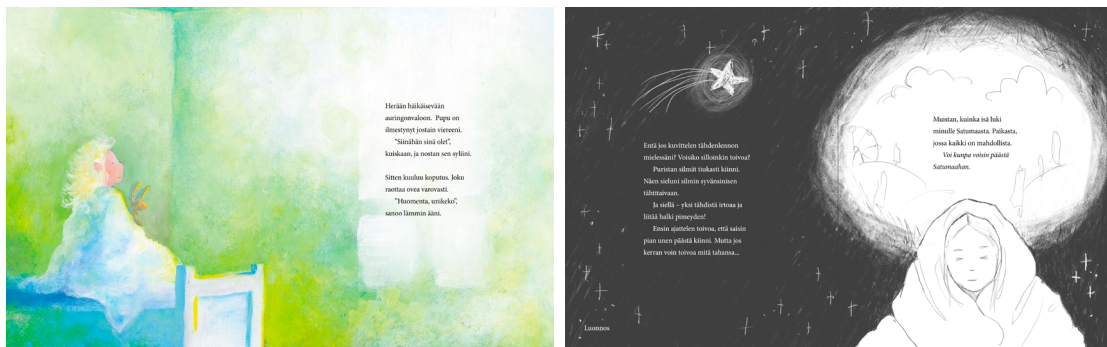 Herään häikäisevään
auringonvaloon. Pupu on
ilmestynyt jostain viereeni.
"Siinähän sinä olet",
kuiskaan, ja nostan sen syliini.
Sitten kuuluu koputus. Joku
raottaa ovea varovasti.
"Huomenta, unikeko",
sanoo lämmin ääni.
Entä jos kuvittelen tähdenlennon
mielessäni? Voisiko silloinkin toivoa?
Puristan silmät tiukasti kiinni.
Näen sieluni silmin syvänsinisen
tähtitaivaan.
Ja siellä – yksi tähdistä irtoaa ja
liitää halki pimeyden!
Ensin ajattelen toivoa, että saisin
pian unen päästä kiinni. Mutta jos
kerran voin toivoa mitä tahansa...
Muistan, kuinka isä luki
minulle Satumaasta. Paikasta,
jossa kaikki on mahdollista.
Voi kunpa voisin päästä
Satumaahan.
Luonnos